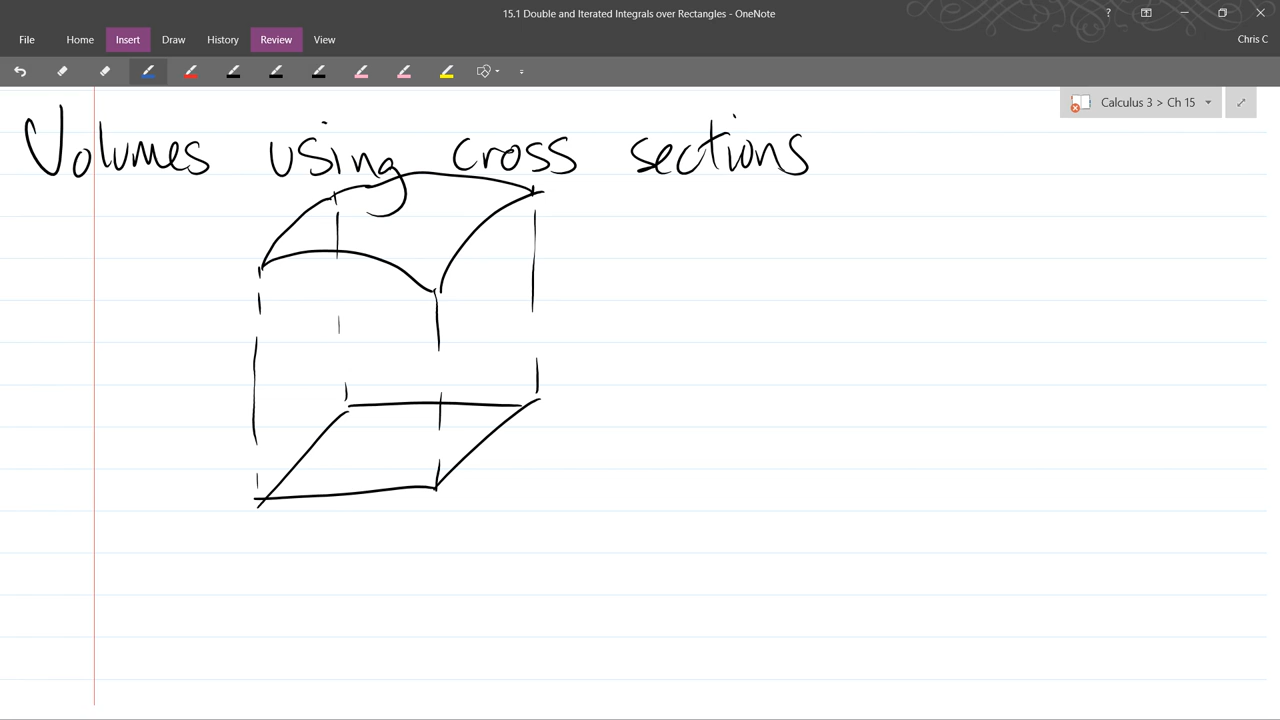 15.1 Double and Iterated Integrals over Rectangles - OneNote
?
File Home Insert Draw History Review View
Chris C
Calculus 3 > Ch 15
Volumes using cross sections